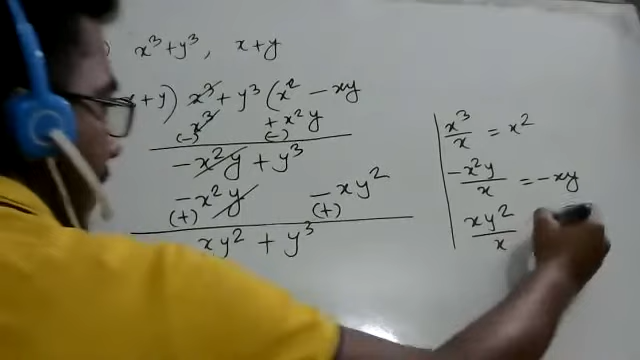 ) x³ + y³ , x + y
x + y) x³ + y³ (x² - xy
x³ + x²y
(-) (-)
- x²y + y³
- x²y - xy²
(+) (+)
xy² + y³
x³/x = x²
-x²y/x = -xy
xy²/x